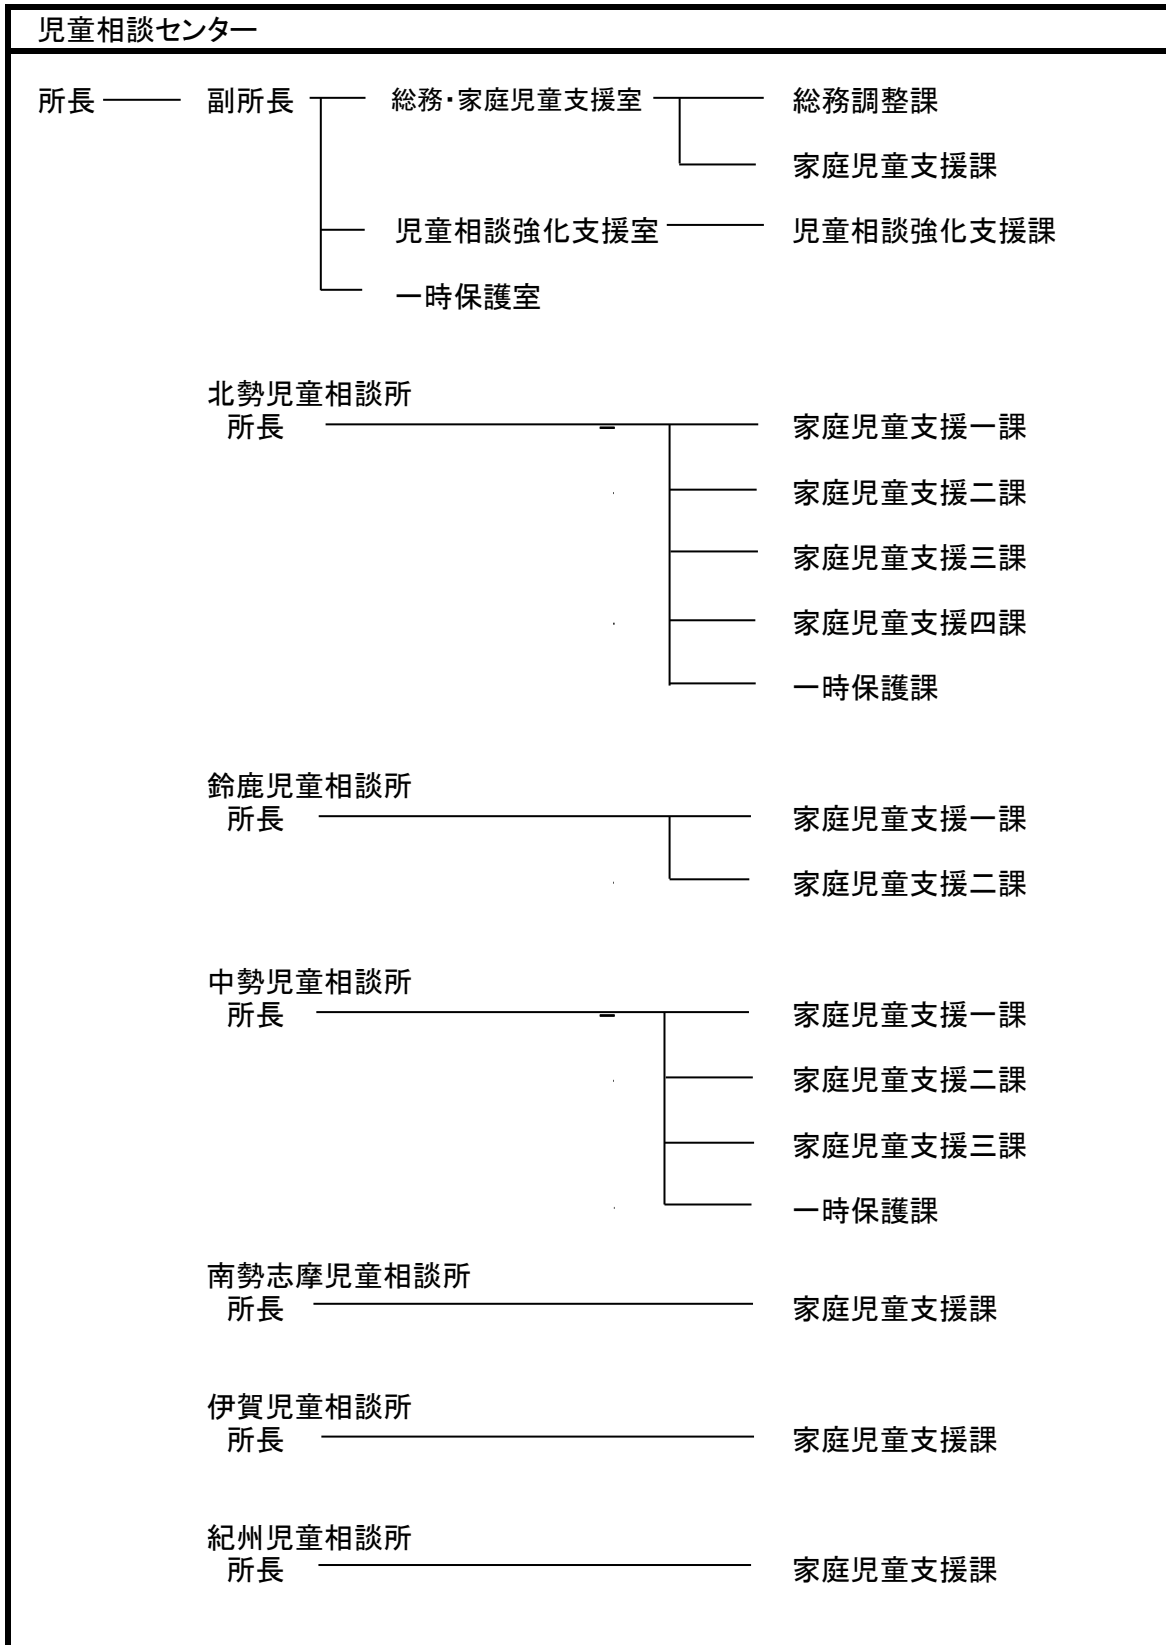 児童相談センター
所長 副所長 総務・家庭児童支援室 総務調整課
家庭児童支援課
児童相談強化支援室 児童相談強化支援課
一時保護室
北勢児童相談所
所長 家庭児童支援一課
家庭児童支援二課
家庭児童支援三課
家庭児童支援四課
一時保護課
鈴鹿児童相談所
所長 家庭児童支援一課
家庭児童支援二課
中勢児童相談所
所長 家庭児童支援一課
家庭児童支援二課
家庭児童支援三課
一時保護課
南勢志摩児童相談所
所長 家庭児童支援課
伊賀児童相談所
所長 家庭児童支援課
紀州児童相談所
所長 家庭児童支援課